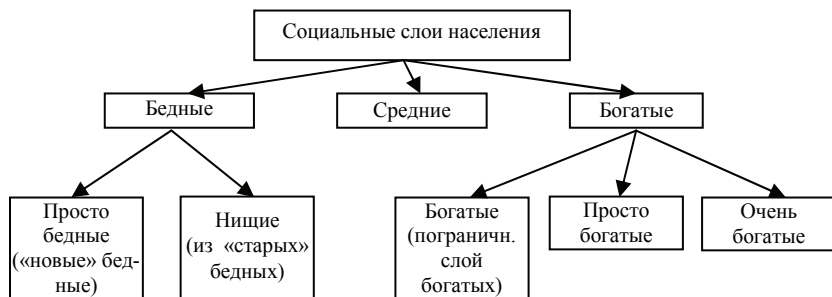 Социальные слои населения
Бедные
Средние
Богатые
Просто
бедные
(«новые» бед-
ные)
Нищие
(из «старых»
бедных)
Богатые
(пограничн.
слой
богатых)
Просто
богатые
Очень
богатые